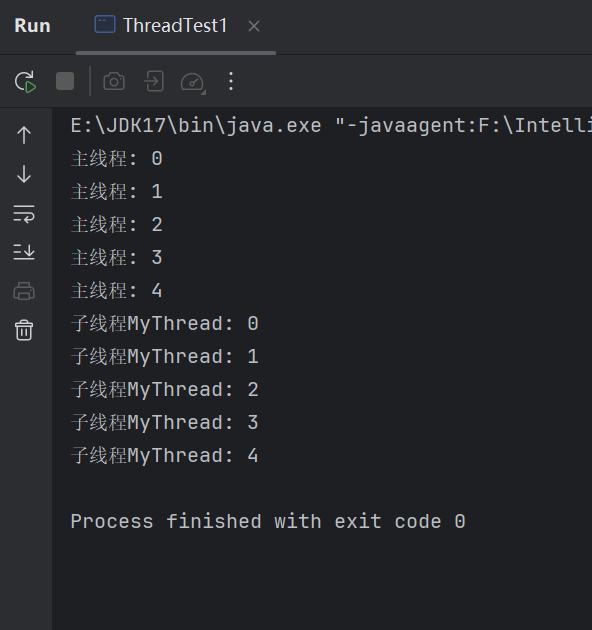 Run ThreadTest1
E:\JDK17\bin\java.exe "-javaagent:F:\Intelli
主线程: 0
主线程: 1
主线程: 2
主线程: 3
主线程: 4
子线程MyThread: 0
子线程MyThread: 1
子线程MyThread: 2
子线程MyThread: 3
子线程MyThread: 4
Process finished with exit code 0